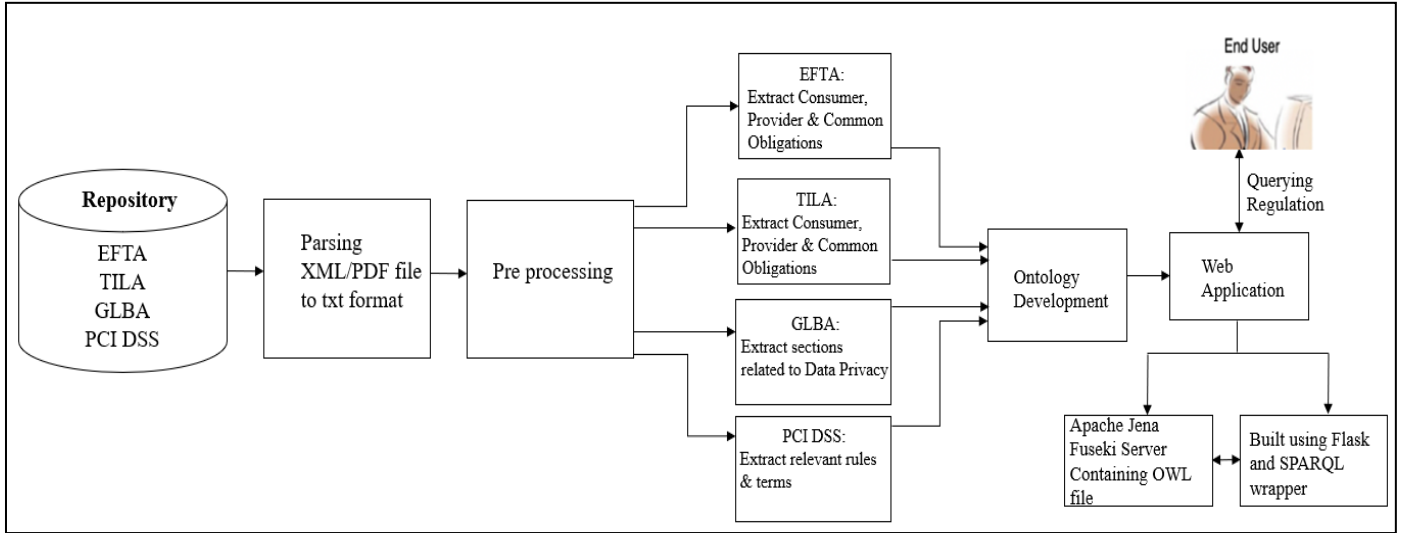 Repository
EFTA
TILA
GLBA
PCI DSS
Parsing
XML/PDF file
to txt format
Pre processing
EFTA:
Extract Consumer,
Provider & Common
Obligations
TILA:
Extract Consumer,
Provider & Common
Obligations
GLBA:
Extract sections
related to Data Privacy
PCI DSS:
Extract relevant rules
& terms
Ontology
Development
End User
Querying
Regulation
Web
Application
Apache Jena
Fuseki Server
Containing OWL
file
Built using Flask
and SPARQL
wrapper